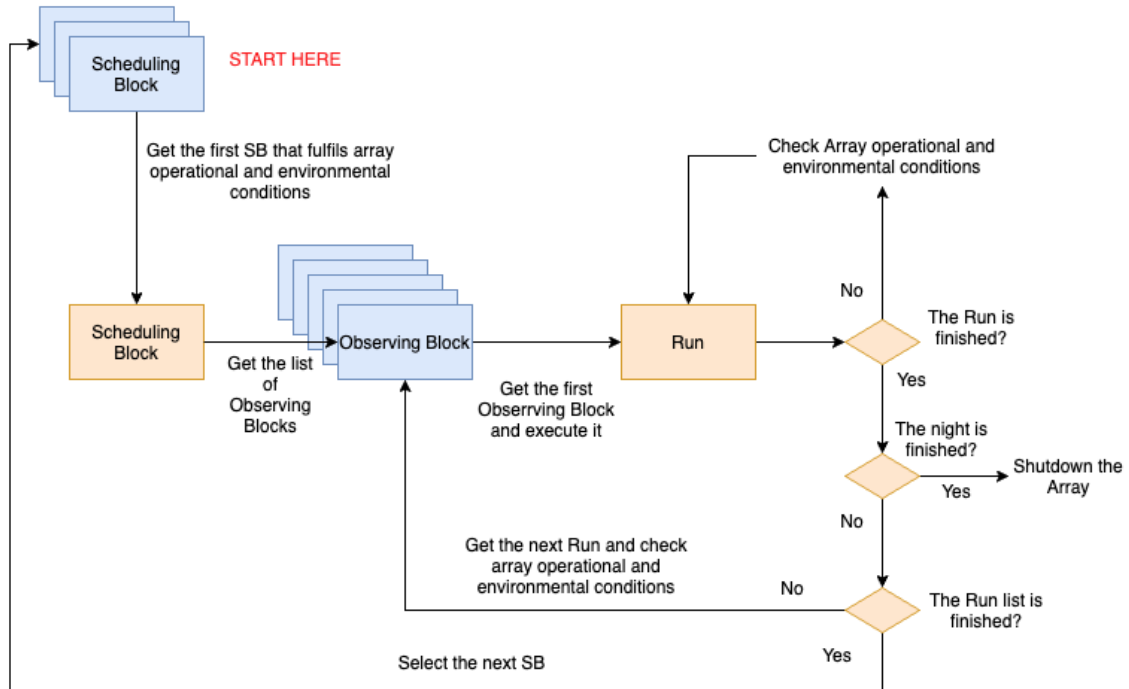 START HERE
Scheduling
Block
Get the first SB that fulfils array
operational and environmental
conditions
Check Array operational and
environmental conditions
Scheduling
Block
Get the list
of
Observing
Blocks
Observing Block
Get the first
Obserrving Block
and execute it
Run
No
The Run is
finished?
Yes
The night is
finished?
Yes
Shutdown the
Array
No
Get the next Run and check
array operational and
environmental conditions
No
The Run list is
finished?
Yes
Select the next SB